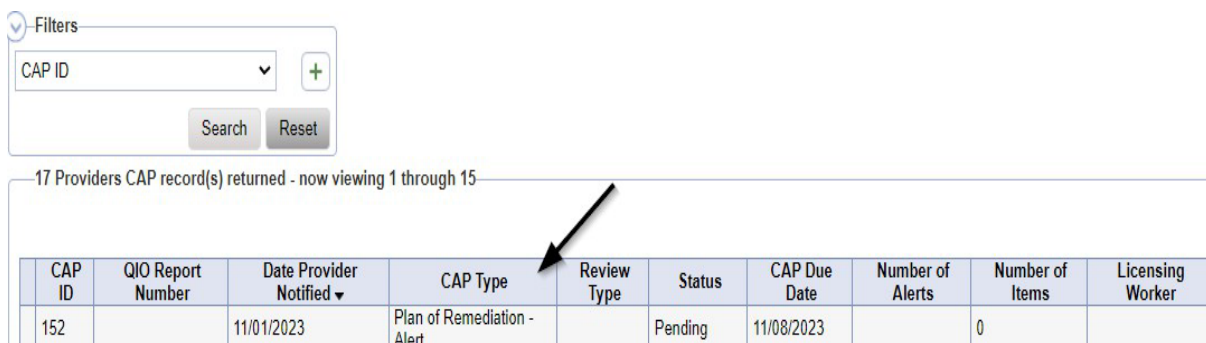 Filters
CAP ID
+
Search Reset
17 Providers CAP record(s) returned - now viewing 1 through 15
CAP ID QIO Report Number Date Provider Notified ▾ CAP Type Review Type Status CAP Due Date Number of Alerts Number of Items Licensing Worker
152 11/01/2023 Plan of Remediation - Alert Pending 11/08/2023 0